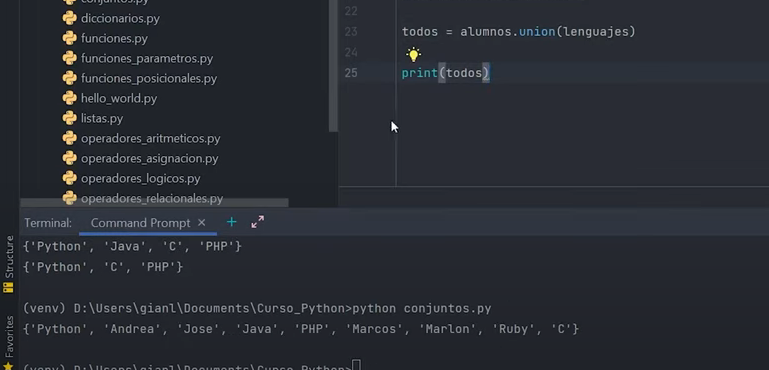 conjuntos.py
diccionarios.py
funciones.py
funciones_parametros.py
funciones_posicionales.py
hello_world.py
listas.py
operadores_aritmeticos.py
operadores_asignacion.py
operadores_logicos.py
operadores_relacionales.py
22
23 todos = alumnos.union(lenguajes)
24
25 print(todos)
Terminal: Command Prompt × +
{'Python', 'Java', 'C', 'PHP'}
{'Python', 'C', 'PHP'}
(venv) D:\Users\gianl\Documents\Curso_Python>python conjuntos.py
{'Python', 'Andrea', 'Jose', 'Java', 'PHP', 'Marcos', 'Marlon', 'Ruby', 'C'}
(venv) D:\Users\gianl\Documents\Curso_Python>
Structure
Favorites